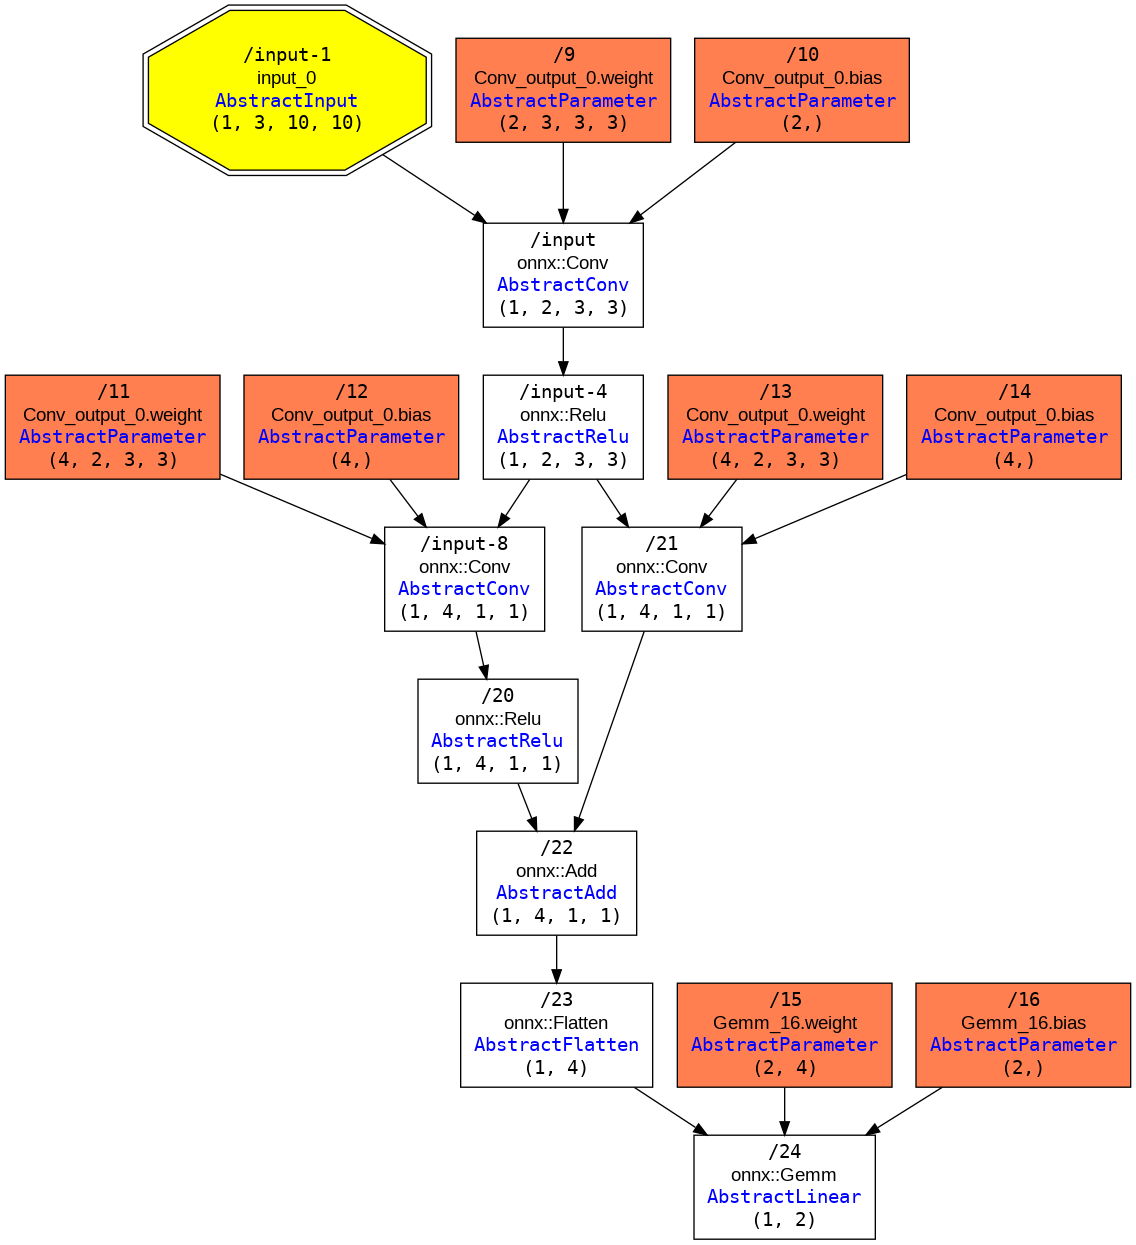 /input-1
input_0
AbstractInput
(1, 3, 10, 10)
/9
Conv_output_0.weight
AbstractParameter
(2, 3, 3, 3)
/10
Conv_output_0.bias
AbstractParameter
(2,)
/input
onnx::Conv
AbstractConv
(1, 2, 3, 3)
/11
Conv_output_0.weight
AbstractParameter
(4, 2, 3, 3)
/12
Conv_output_0.bias
AbstractParameter
(4,)
/input-4
onnx::Relu
AbstractRelu
(1, 2, 3, 3)
/13
Conv_output_0.weight
AbstractParameter
(4, 2, 3, 3)
/14
Conv_output_0.bias
AbstractParameter
(4,)
/input-8
onnx::Conv
AbstractConv
(1, 4, 1, 1)
/21
onnx::Conv
AbstractConv
(1, 4, 1, 1)
/20
onnx::Relu
AbstractRelu
(1, 4, 1, 1)
/22
onnx::Add
AbstractAdd
(1, 4, 1, 1)
/23
onnx::Flatten
AbstractFlatten
(1, 4)
/15
Gemm_16.weight
AbstractParameter
(2, 4)
/16
Gemm_16.bias
AbstractParameter
(2,)
/24
onnx::Gemm
AbstractLinear
(1, 2)